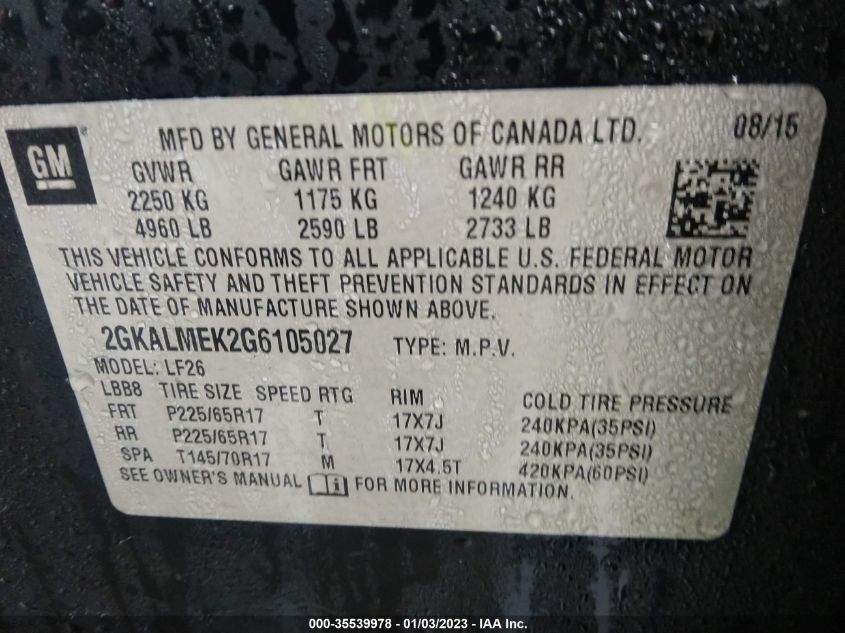 GM
MFD BY GENERAL MOTORS OF CANADA LTD. 08/15
GVWR GAWR FRT GAWR RR
2250 KG 1175 KG 1240 KG
4960 LB 2590 LB 2733 LB
THIS VEHICLE CONFORMS TO ALL APPLICABLE U.S. FEDERAL MOTOR
VEHICLE SAFETY AND THEFT PREVENTION STANDARDS IN EFFECT ON
THE DATE OF MANUFACTURE SHOWN ABOVE.
2GKALMEK2G6105027 TYPE: M.P.V.
MODEL: LF26
LBB8 TIRE SIZE SPEED RTG RIM COLD TIRE PRESSURE
FRT P225/65R17 T 17X7J 240KPA(35PSI)
RR P225/65R17 T 17X7J 240KPA(35PSI)
SPA T145/70R17 M 17X4.5T 420KPA(60PSI)
SEE OWNER'S MANUAL FOR MORE INFORMATION.
000-35539978 - 01/03/2023 - IAA Inc.